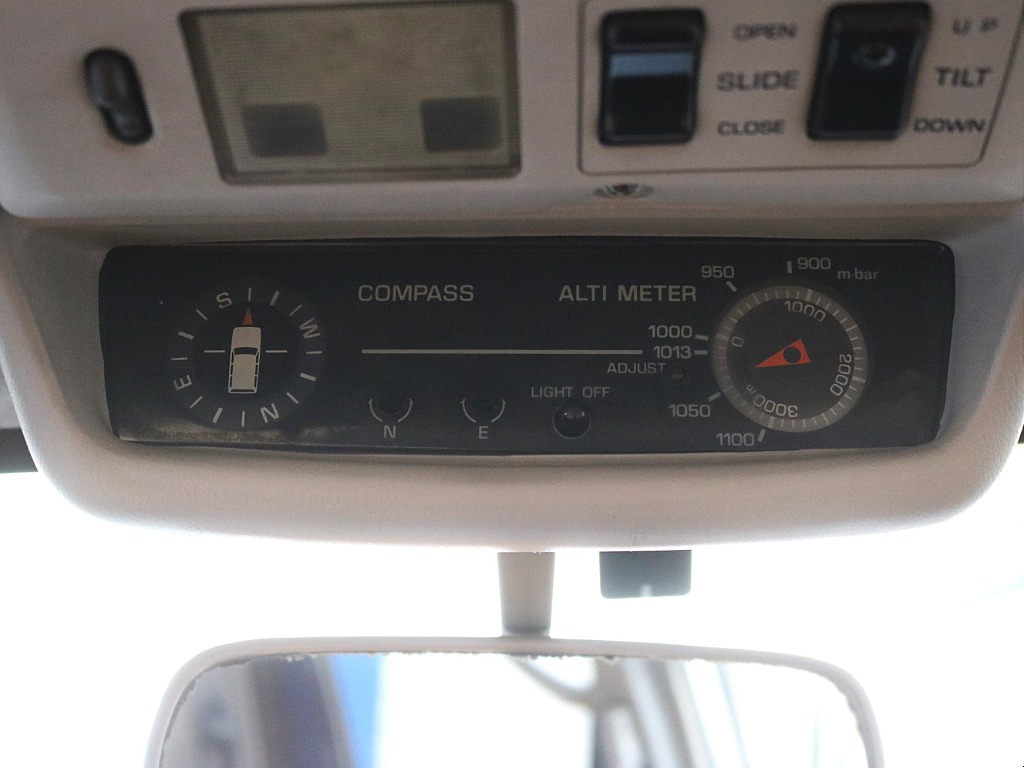 OPEN
SLIDE
CLOSE
UP
TILT
DOWN
COMPASS
ALTI METER
S
W
N
E
N
E
LIGHT OFF
ADJUST
950
900 m·bar
1000
1013
1050
1100
0
1000
2000
3000
m